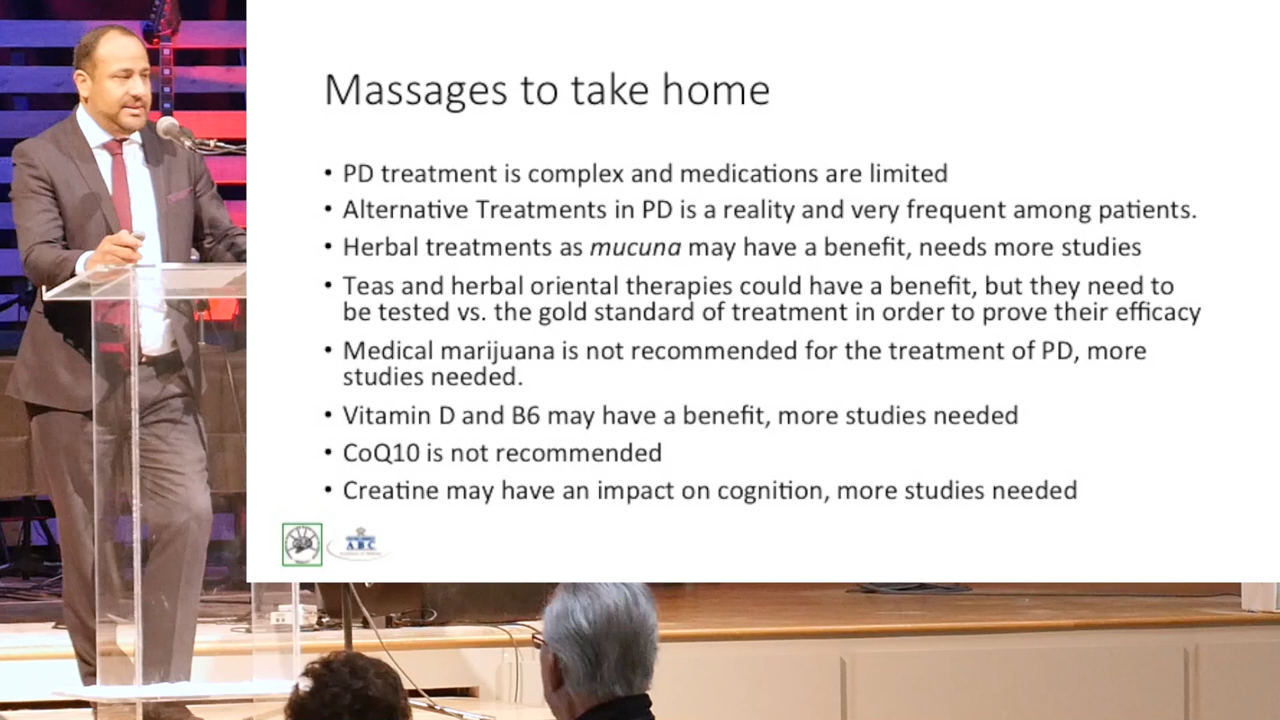 Massages to take home
• PD treatment is complex and medications are limited
• Alternative Treatments in PD is a reality and very frequent among patients.
• Herbal treatments as mucuna may have a benefit, needs more studies
• Teas and herbal oriental therapies could have a benefit, but they need to
be tested vs. the gold standard of treatment in order to prove their efficacy
• Medical marijuana is not recommended for the treatment of PD, more
studies needed.
• Vitamin D and B6 may have a benefit, more studies needed
• CoQ10 is not recommended
• Creatine may have an impact on cognition, more studies needed
ABC